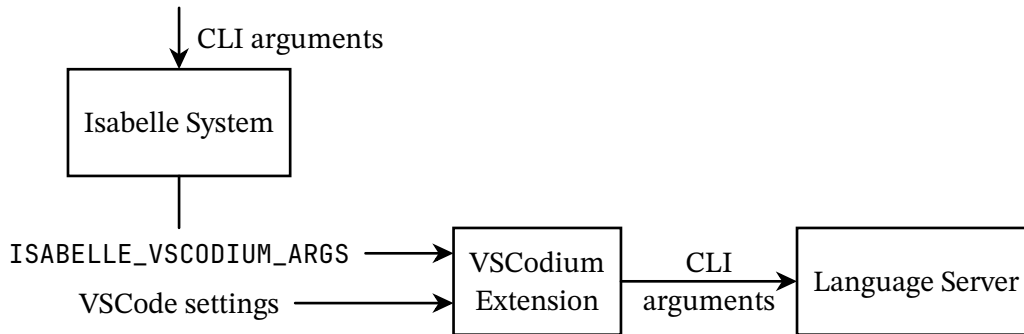 CLI arguments
Isabelle System
ISABELLE_VSCODIUM_ARGS
VSCode settings
VSCodium
Extension
CLI
arguments
Language Server